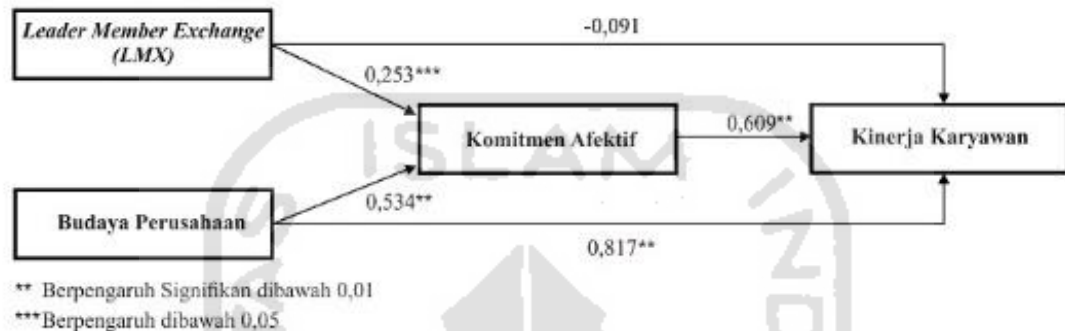 Leader Member Exchange
(LMX)
-0,091
0,253***
Komitmen Afektif
0,609**
Kinerja Karyawan
0,534**
Budaya Perusahaan
0,817**
** Berpengaruh Signifikan dibawah 0,01
***Berpengaruh dibawah 0,05
ISLAM